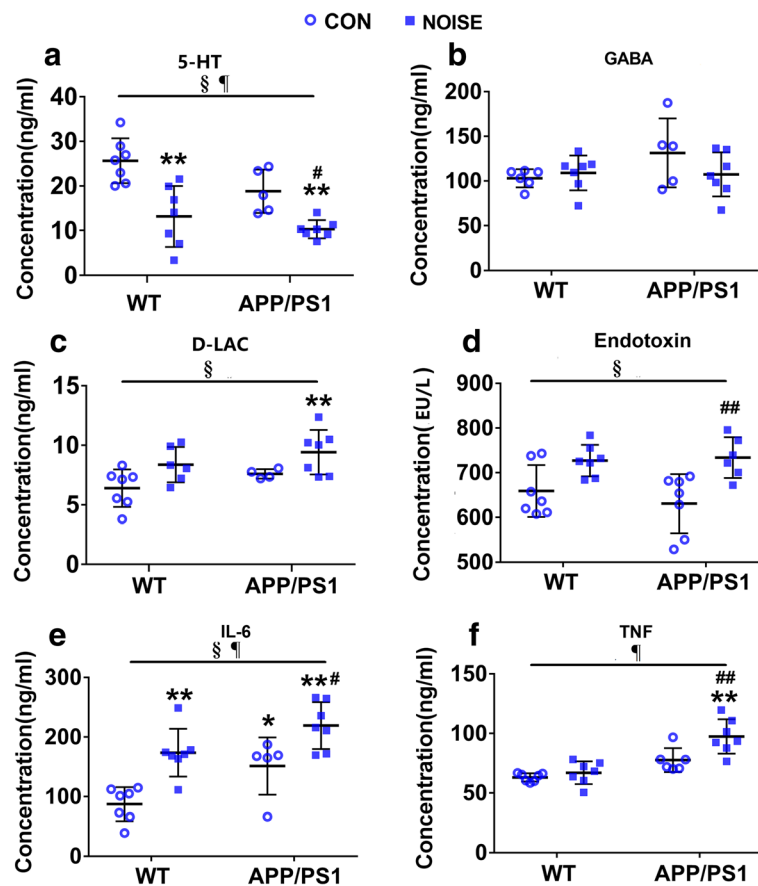 CON NOISE
a
5-HT
§ ¶
Concentration(ng/ml)
40
30
20
10
0
**
#
**
WT APP/PS1
b
GABA
Concentration(ng/ml)
200
150
100
50
0
WT APP/PS1
c
D-LAC
§
Concentration(ng/ml)
15
10
5
0
**
WT APP/PS1
d
Endotoxin
§
Concentration( EU/L)
900
800
700
600
500
##
WT APP/PS1
e
IL-6
§ ¶
Concentration(ng/ml)
300
200
100
0
**
*
**#
WT APP/PS1
f
TNF
¶
Concentration(ng/ml)
150
100
50
0
##
**
WT APP/PS1